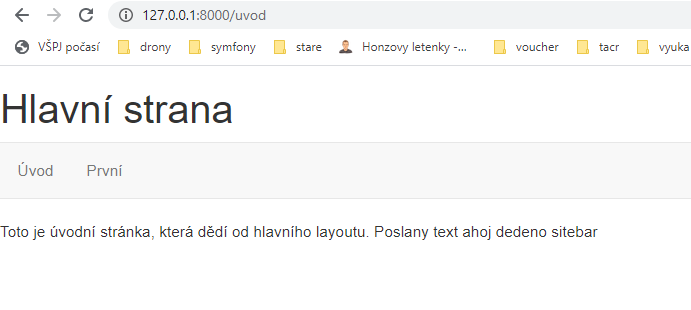 127.0.0.1:8000/uvod
VŠPJ počasí drony symfony stare Honzovy letenky -... voucher tacr vyuka
Hlavní strana
Úvod První
Toto je úvodní stránka, která dědí od hlavního layoutu. Poslany text ahoj dedeno sitebar